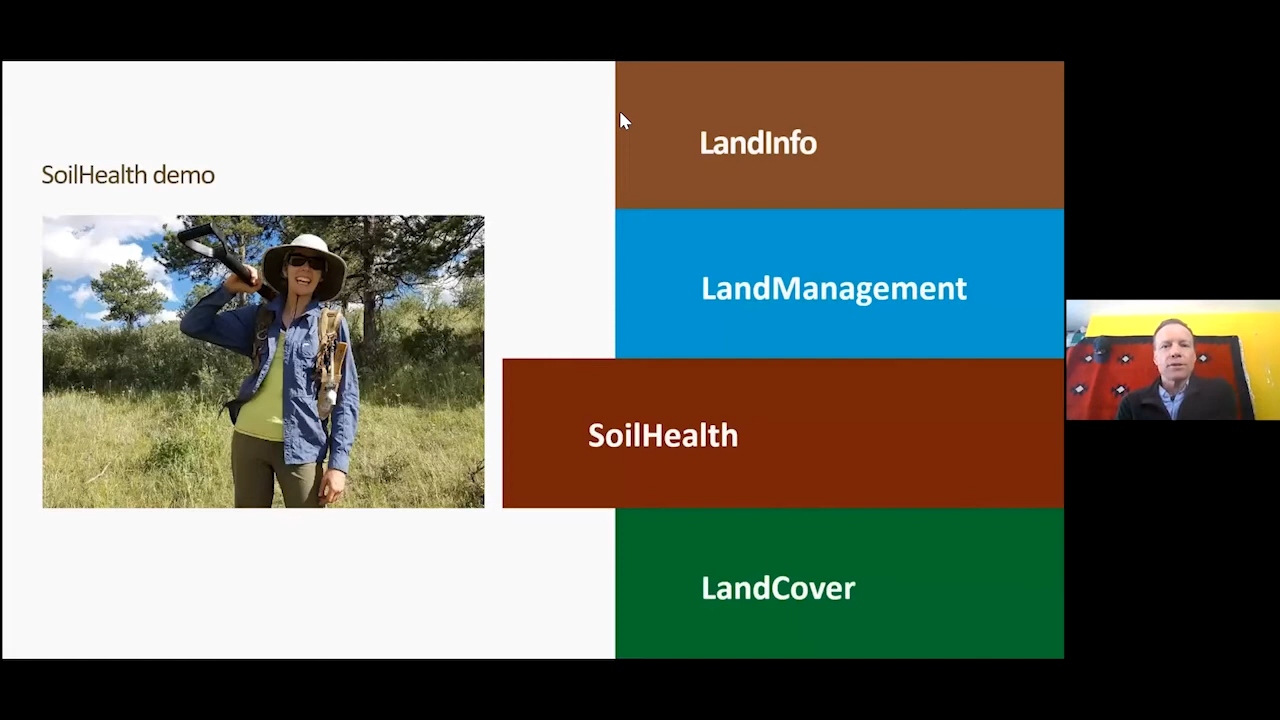 SoilHealth demo
LandInfo
LandManagement
SoilHealth
LandCover